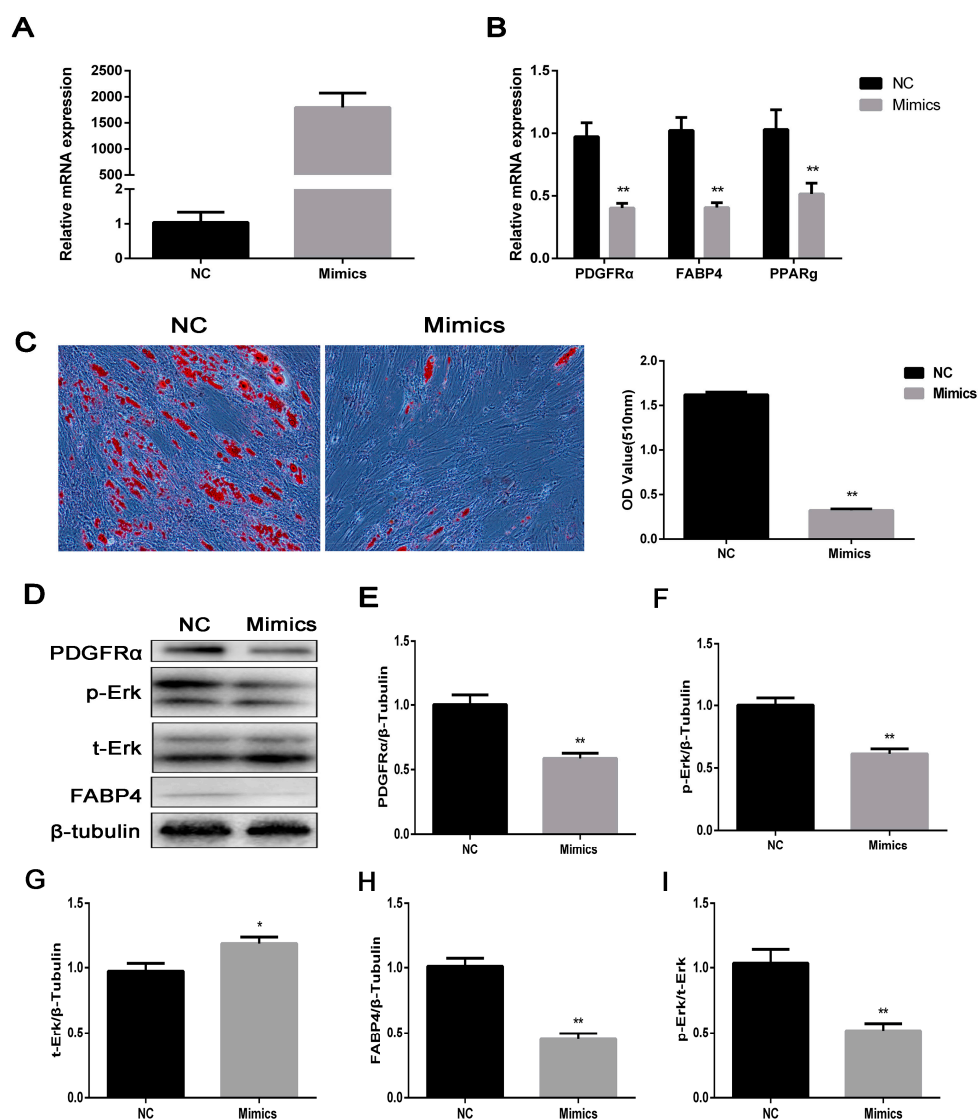 A
Relative mRNA expression
2500
2000
1500
1000
500
2
1
0
NC
Mimics
B
Relative mRNA expression
1.5
1.0
0.5
0.0
**
**
**
PDGFRα
FABP4
PPARg
NC
Mimics
C
NC
Mimics
OD Value(510nm)
2.0
1.5
1.0
0.5
0.0
**
NC
Mimics
NC
Mimics
D
NC
Mimics
PDGFRα
p-Erk
t-Erk
FABP4
β-tubulin
E
PDGFRα/β-Tubulin
1.5
1.0
0.5
0.0
**
NC
Mimics
F
p-Erk/β-Tubulin
1.5
1.0
0.5
0.0
**
NC
Mimics
G
t-Erk/β-Tubulin
1.5
1.0
0.5
0.0
*
NC
Mimics
H
FABP4/β-Tubulin
1.5
1.0
0.5
0.0
**
NC
Mimics
I
p-Erk/t-Erk
1.5
1.0
0.5
0.0
**
NC
Mimics